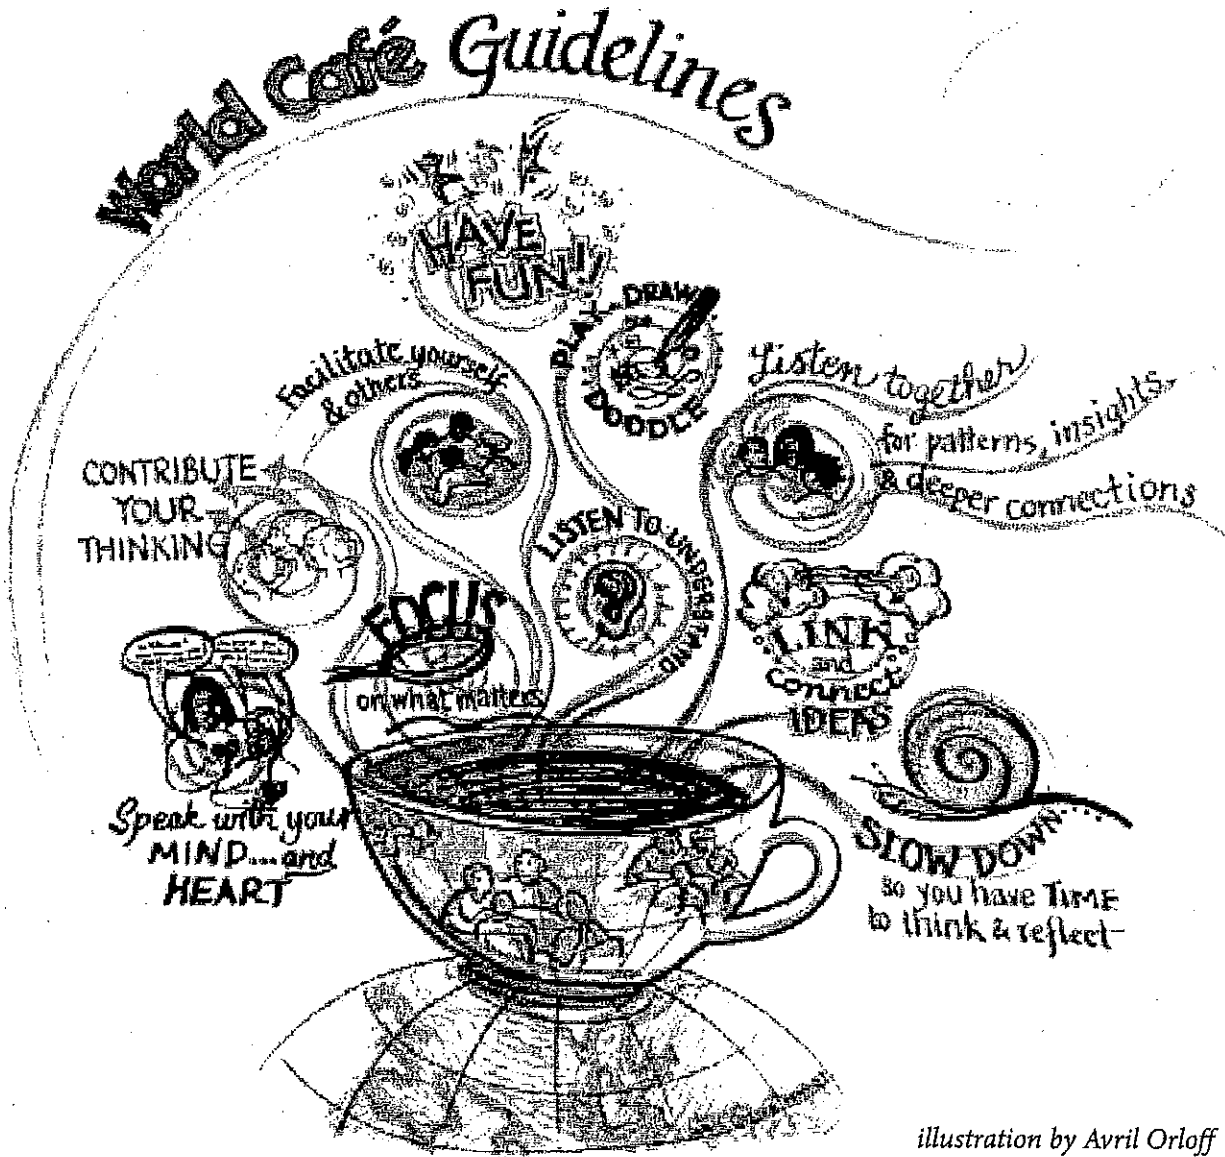 World Café Guidelines
HAVE
FUN!!
PLAY-DRAW
DOODLE
Facilitate yourself
& others
Listen together
for patterns, insights
& deeper connections
CONTRIBUTE
YOUR
THINKING
LISTEN TO UNDERSTAND
FOCUS
on what matters
LINK
and
connect
IDEAS
Speak with your
MIND...and
HEART
SLOW DOWN....
so you have TIME
to think & reflect
illustration by Avril Orloff